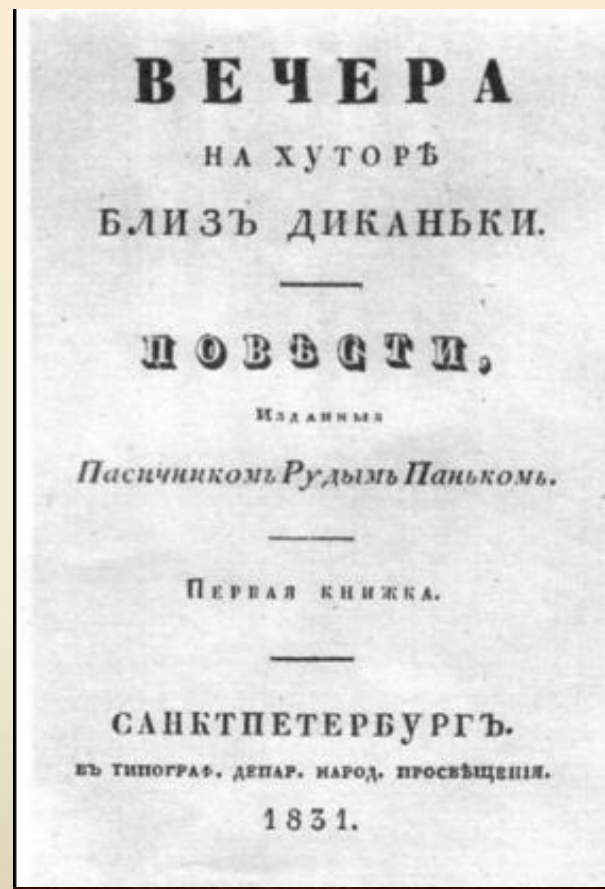 ВЕЧЕРА
НА ХУТОРѢ
БЛИЗЪ ДИКАНЬКИ.
ПОВѢСТИ,
Изданныя
Пасичникомъ Рудымъ Панькомъ.
Первая книжка.
САНКТПЕТЕРБУРГЪ.
ВЪ ТИПОГРАФ. ДЕПАР. НАРОД. ПРОСВѢЩЕНІЯ.
1831.